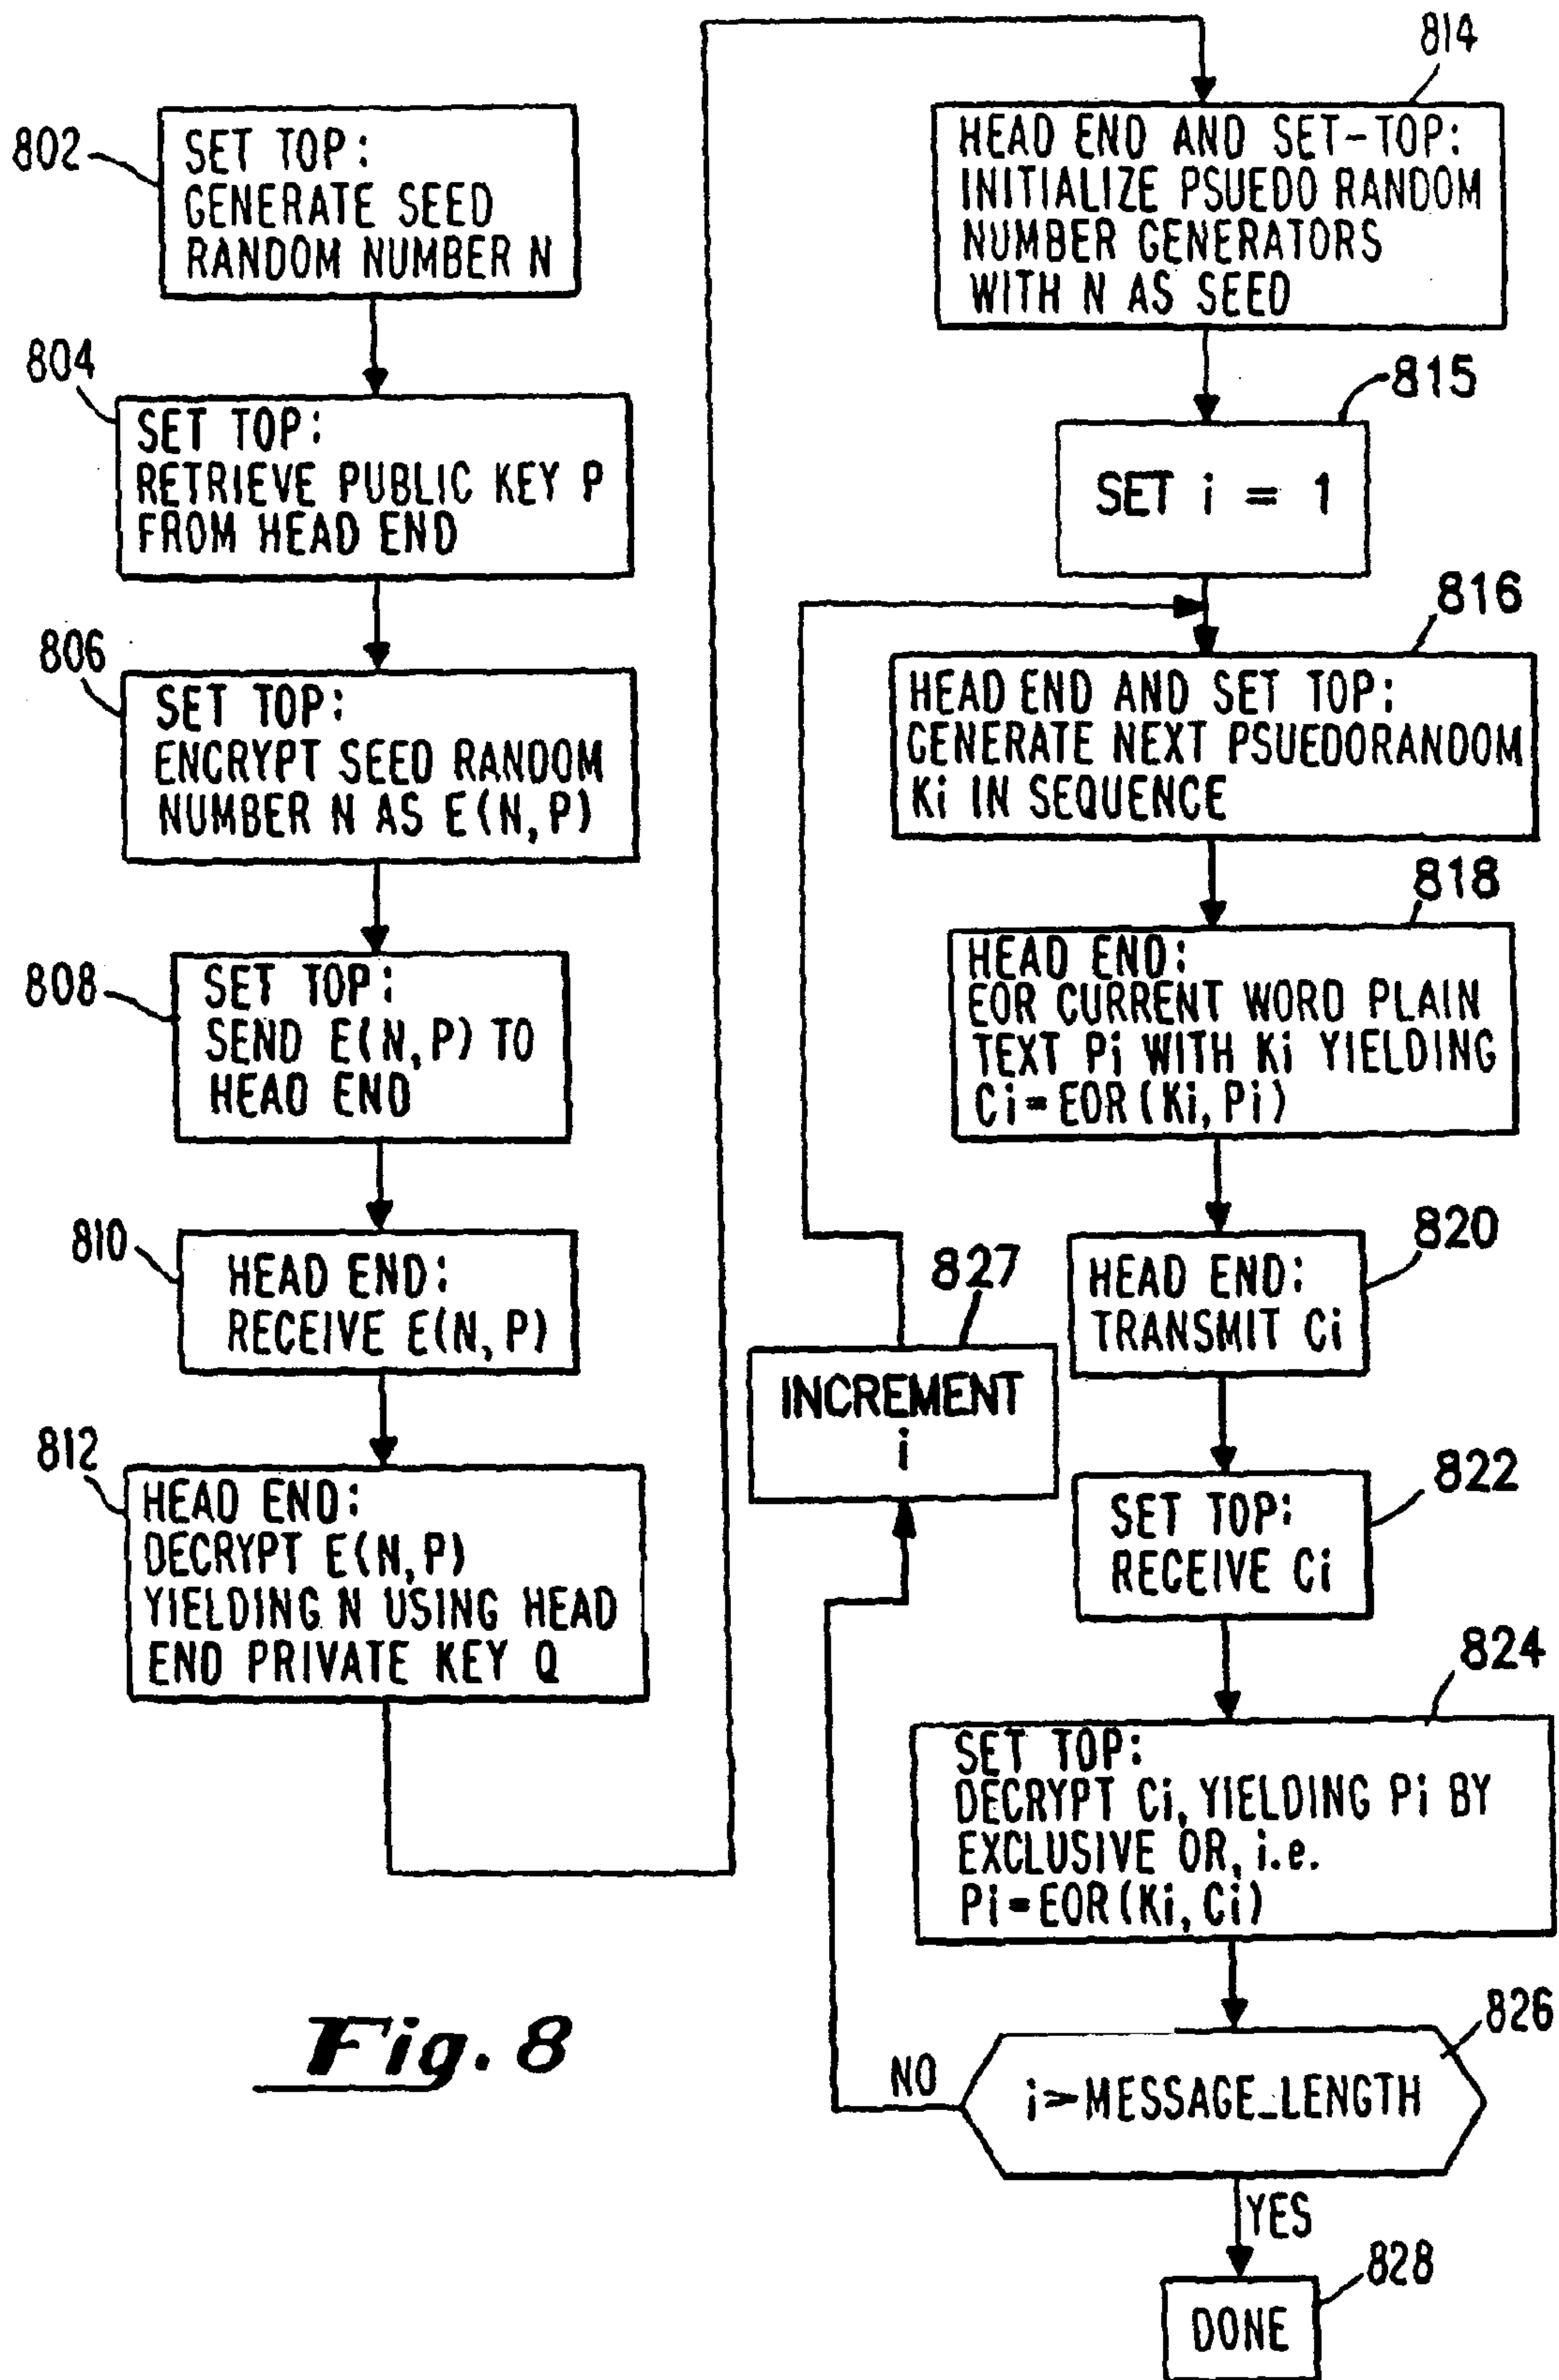 802
SET TOP:
GENERATE SEED
RANDOM NUMBER N
804
SET TOP:
RETRIEVE PUBLIC KEY P
FROM HEAD END
806
SET TOP:
ENCRYPT SEED RANDOM
NUMBER N AS E(N,P)
808
SET TOP:
SEND E(N,P) TO
HEAD END
810
HEAD END:
RECEIVE E(N,P)
812
HEAD END:
DECRYPT E(N,P)
YIELDING N USING HEAD
END PRIVATE KEY Q
814
HEAD END AND SET-TOP:
INITIALIZE PSUEDO RANDOM
NUMBER GENERATORS
WITH N AS SEED
815
SET i = 1
816
HEAD END AND SET TOP:
GENERATE NEXT PSUEDORANDOM
Ki IN SEQUENCE
818
HEAD END:
EOR CURRENT WORD PLAIN
TEXT Pi WITH Ki YIELDING
Ci=EOR(Ki,Pi)
820
HEAD END:
TRANSMIT Ci
827
INCREMENT
i
822
SET TOP:
RECEIVE Ci
824
SET TOP:
DECRYPT Ci, YIELDING Pi BY
EXCLUSIVE OR, i.e.
Pi=EOR(Ki,Ci)
826
i>MESSAGE_LENGTH
NO
YES
828
DONE
Fig. 8